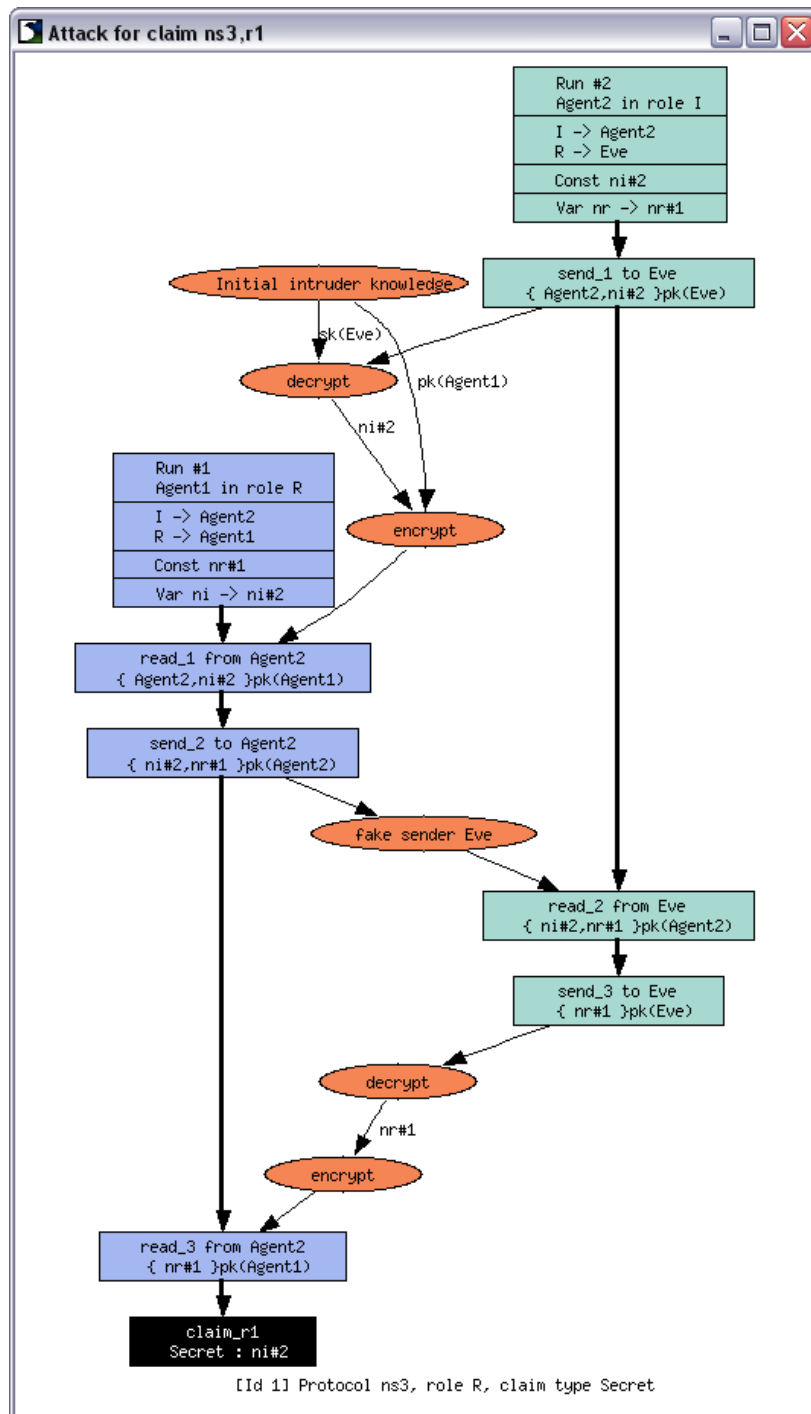 Attack for claim ns3,r1
Run #2
Agent2 in role I
I -> Agent2
R -> Eve
Const ni#2
Var nr -> nr#1
send_1 to Eve
{ Agent2,ni#2 }pk(Eve)
Initial intruder knowledge
sk(Eve)
decrypt
pk(Agent1)
ni#2
Run #1
Agent1 in role R
I -> Agent2
R -> Agent1
Const nr#1
Var ni -> ni#2
encrypt
read_1 from Agent2
{ Agent2,ni#2 }pk(Agent1)
send_2 to Agent2
{ ni#2,nr#1 }pk(Agent2)
fake sender Eve
read_2 from Eve
{ ni#2,nr#1 }pk(Agent2)
send_3 to Eve
{ nr#1 }pk(Eve)
decrypt
nr#1
encrypt
read_3 from Agent2
{ nr#1 }pk(Agent1)
claim_r1
Secret : ni#2
[Id 1] Protocol ns3, role R, claim type Secret